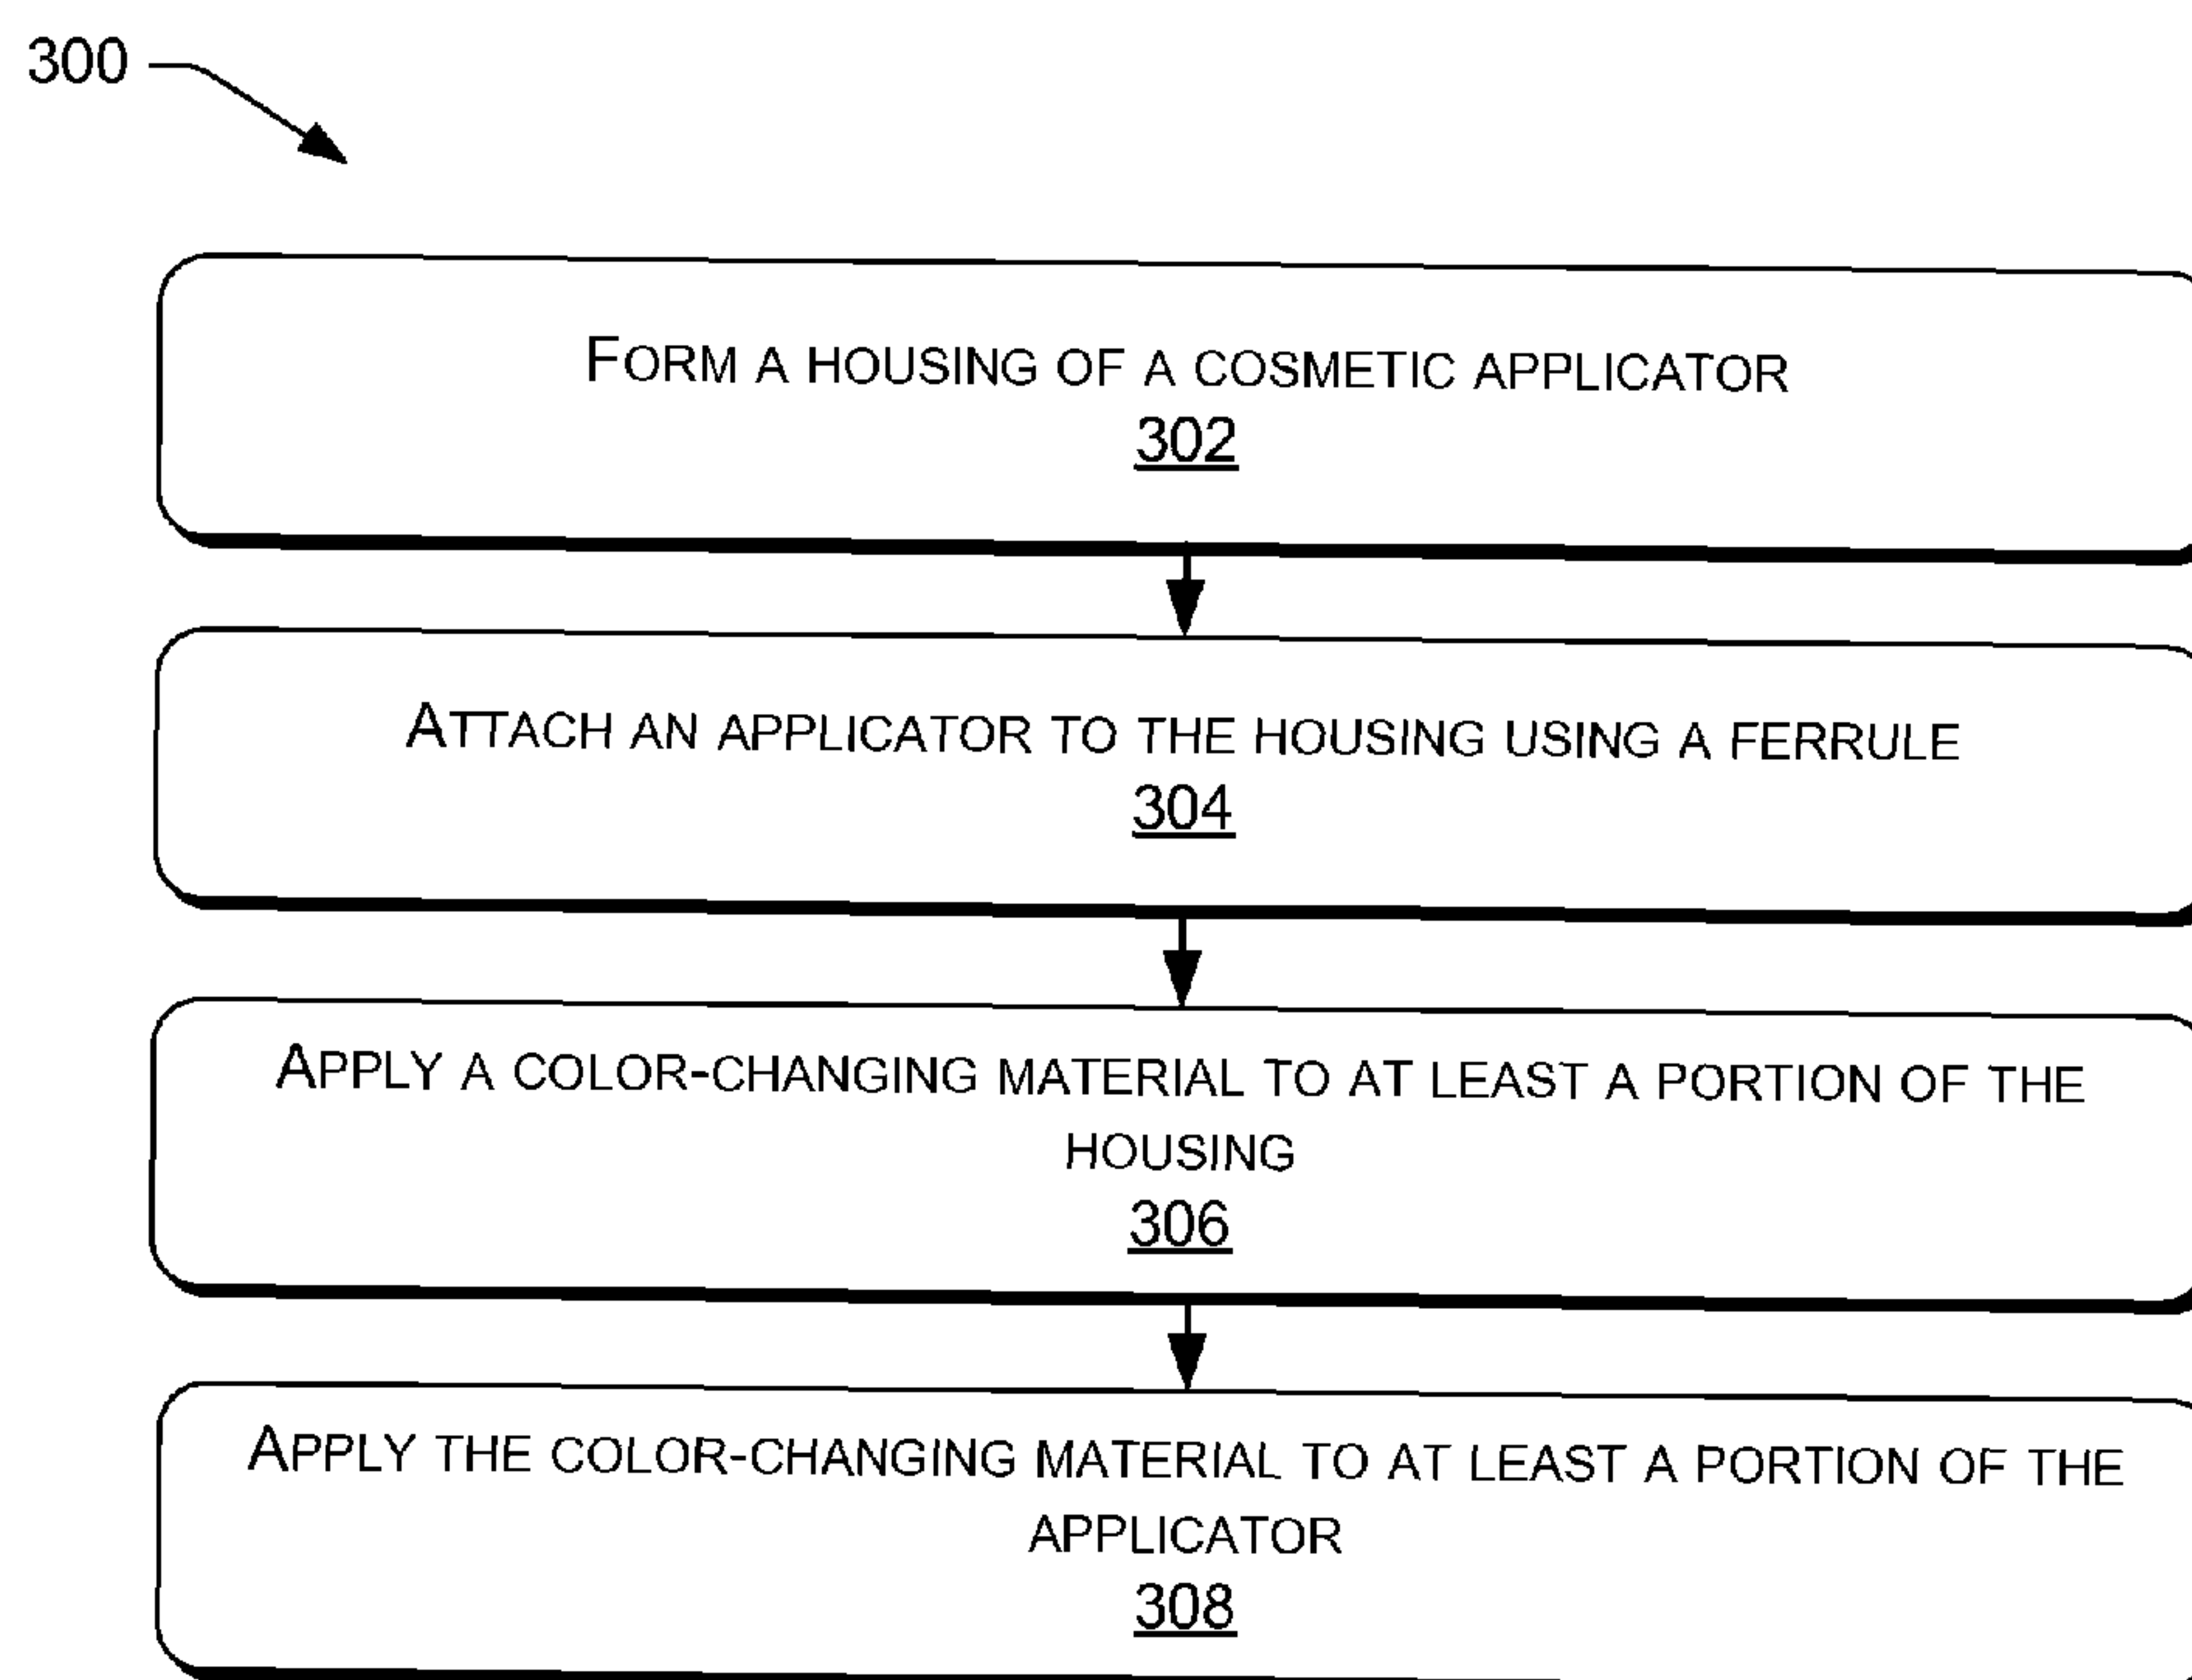 300
FORM A HOUSING OF A COSMETIC APPLICATOR
302
ATTACH AN APPLICATOR TO THE HOUSING USING A FERRULE
304
APPLY A COLOR-CHANGING MATERIAL TO AT LEAST A PORTION OF THE
HOUSING
306
APPLY THE COLOR-CHANGING MATERIAL TO AT LEAST A PORTION OF THE
APPLICATOR
308